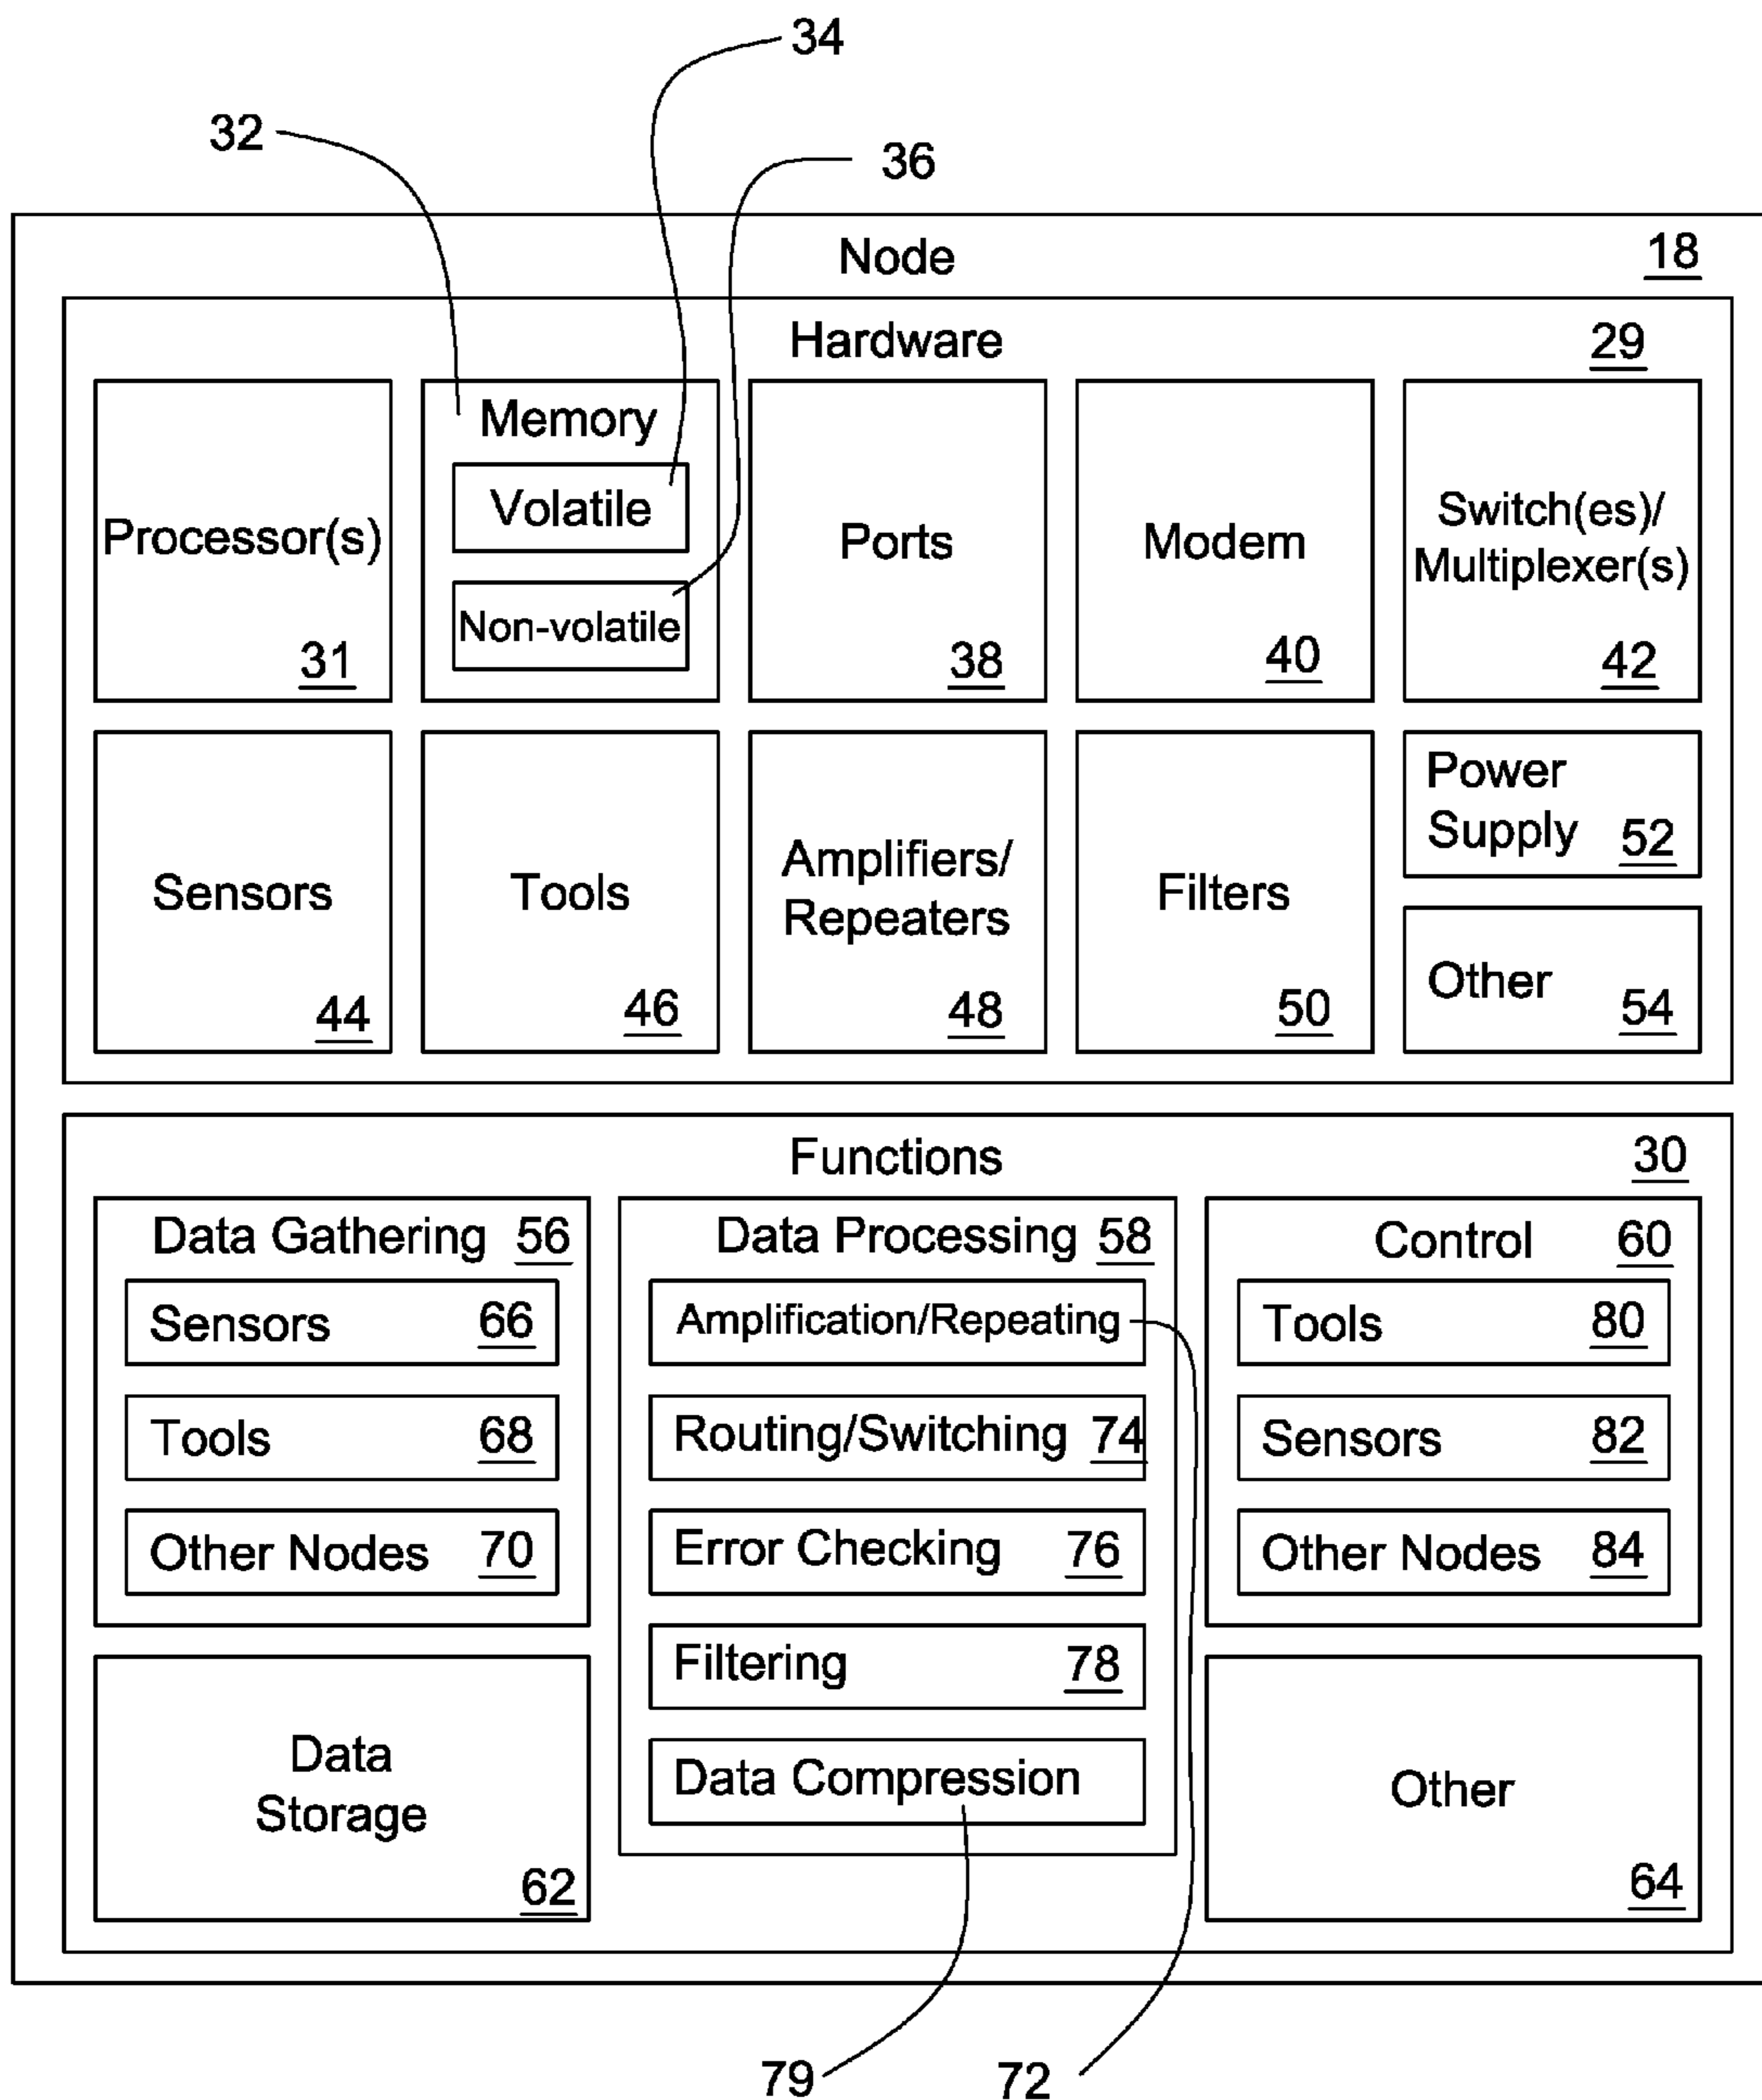 34
32
36
Node 18
Hardware 29
Memory
Volatile
Non-volatile
Processor(s)
31
Ports
38
Modem
40
Switch(es)/
Multiplexer(s)
42
Sensors
44
Tools
46
Amplifiers/
Repeaters
48
Filters
50
Power
Supply 52
Other
54
Functions 30
Data Gathering 56
Sensors 66
Tools 68
Other Nodes 70
Data Processing 58
Amplification/Repeating
Routing/Switching 74
Error Checking 76
Filtering 78
Data Compression
Control 60
Tools 80
Sensors 82
Other Nodes 84
Data
Storage
62
Other
64
79
72